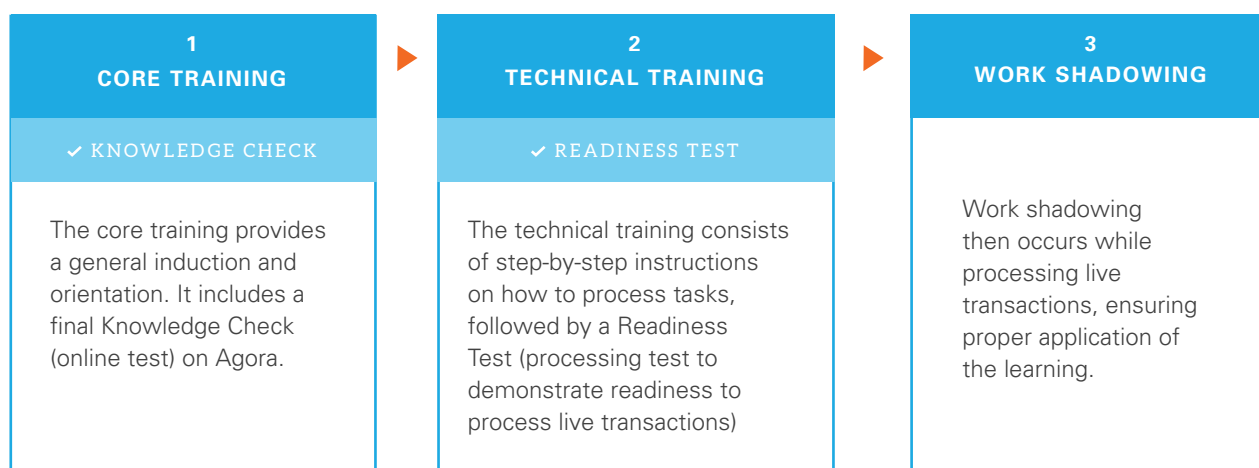 1
CORE TRAINING
✓ KNOWLEDGE CHECK
The core training provides
a general induction and
orientation. It includes a
final Knowledge Check
(online test) on Agora.
2
TECHNICAL TRAINING
✓ READINESS TEST
The technical training consists
of step-by-step instructions
on how to process tasks,
followed by a Readiness
Test (processing test to
demonstrate readiness to
process live transactions)
3
WORK SHADOWING
Work shadowing
then occurs while
processing live
transactions, ensuring
proper application of
the learning.